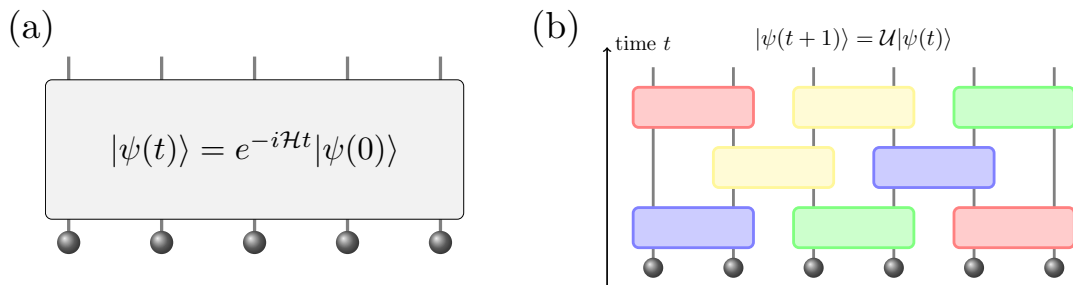 (a)
|ψ(t)⟩ = e^{-iℋt}|ψ(0)⟩
(b)
time t
|ψ(t+1)⟩ = 𝒰|ψ(t)⟩